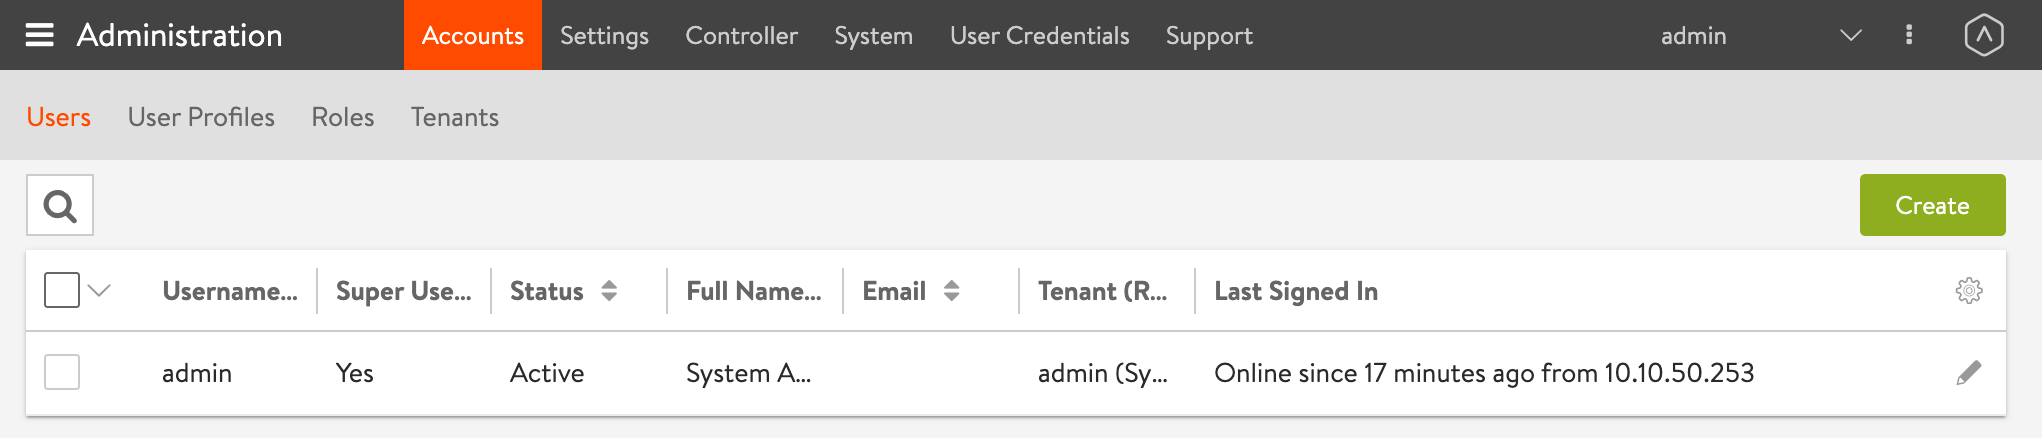 Administration Accounts Settings Controller System User Credentials Support admin
Users User Profiles Roles Tenants
Create
Username... Super Use... Status Full Name... Email Tenant (R... Last Signed In
admin Yes Active System A... admin (Sy... Online since 17 minutes ago from 10.10.50.253